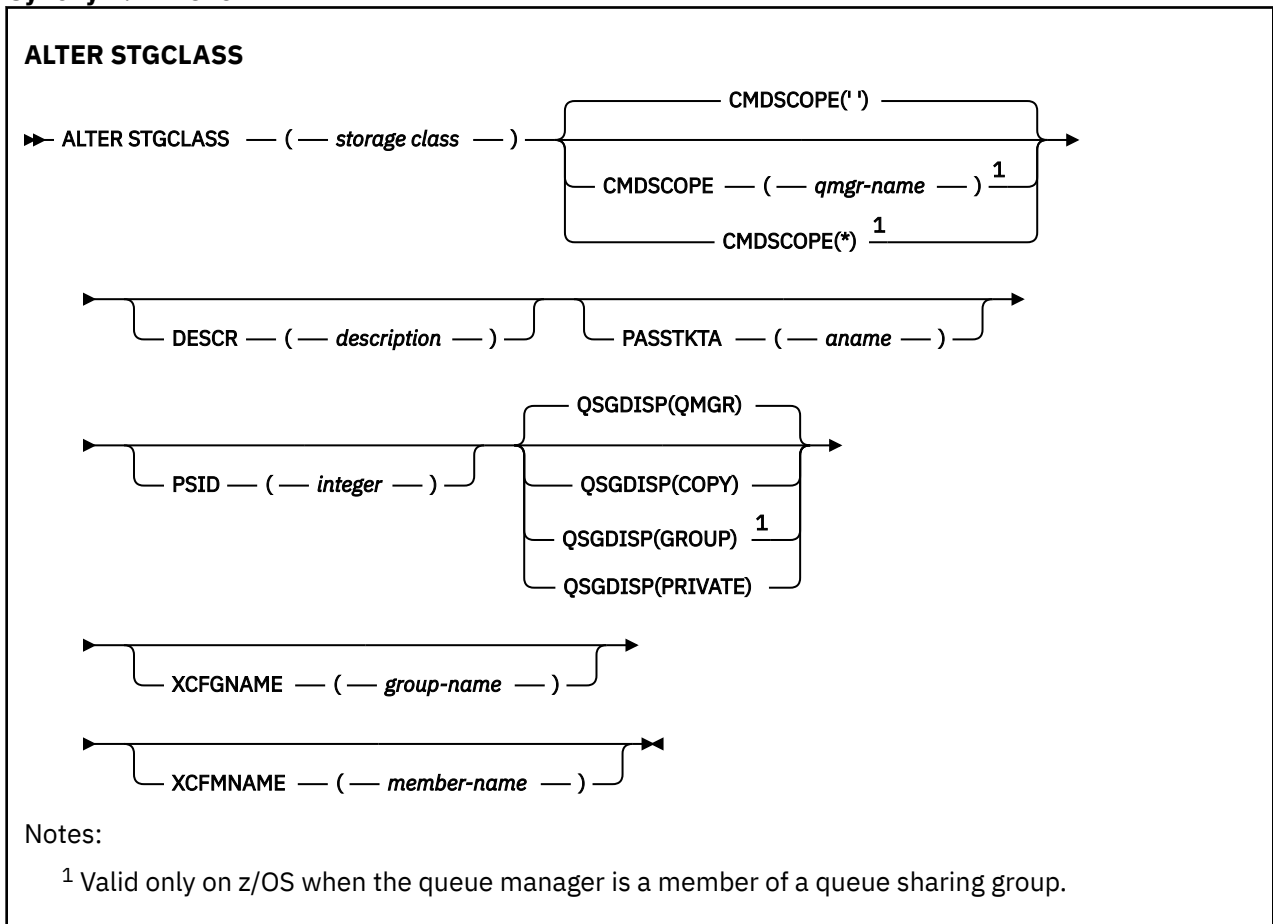 ALTER STGCLASS
CMDSCOPE(' ')
ALTER STGCLASS ( storage class )
CMDSCOPE ( qmgr-name ) 1
CMDSCOPE(*) 1
DESCR ( description ) PASSTKTA ( aname )
QSGDISP(QMGR)
PSID ( integer ) QSGDISP(COPY)
QSGDISP(GROUP) 1
QSGDISP(PRIVATE)
XCFGNAME ( group-name )
XCFMNAME ( member-name )
Notes:
1 Valid only on z/OS when the queue manager is a member of a queue sharing group.